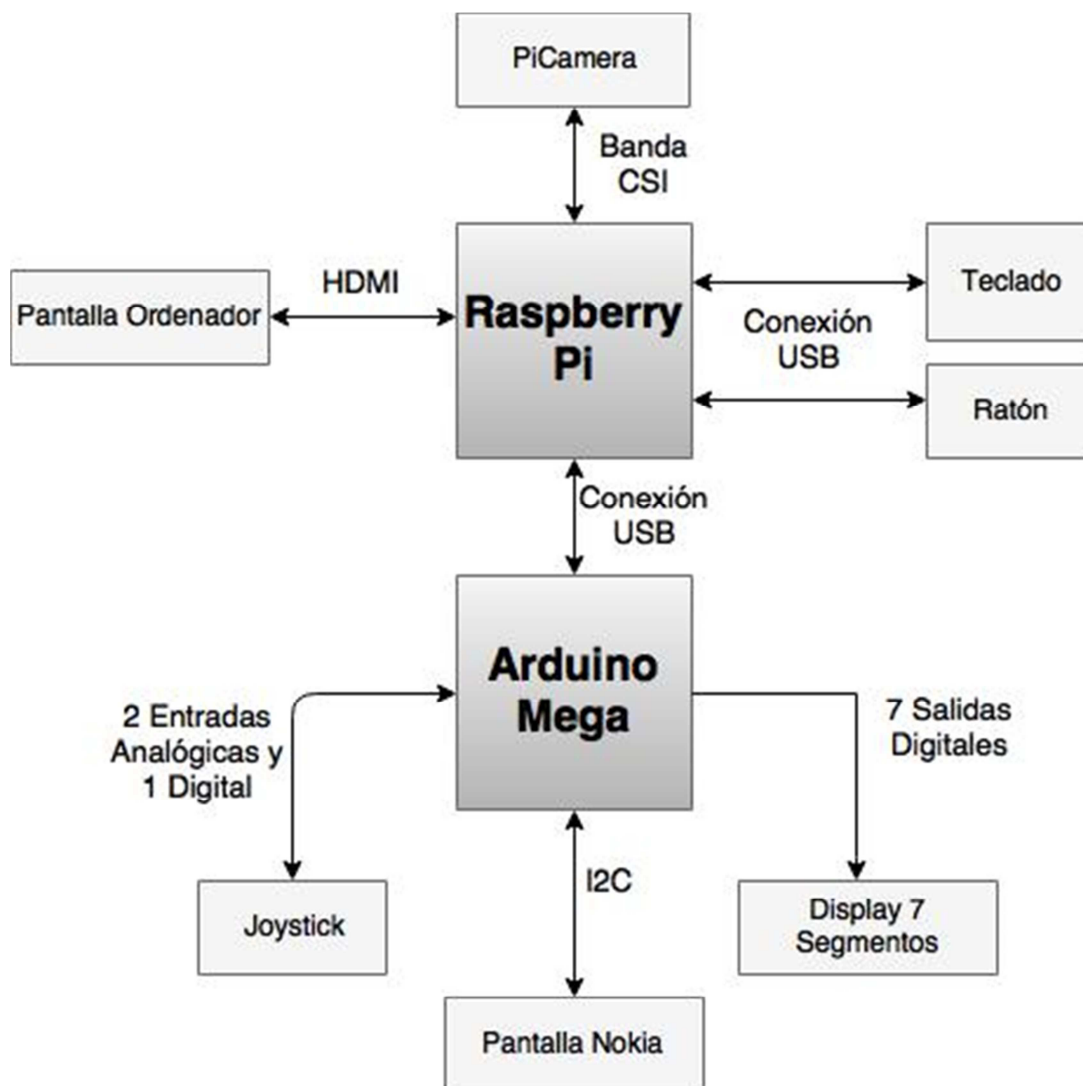 PiCamera
Banda
CSI
HDMI
Pantalla Ordenador
Raspberry
Pi
Teclado
Conexión
USB
Ratón
Conexión
USB
Arduino
Mega
2 Entradas
Analógicas y
1 Digital
7 Salidas
Digitales
I2C
Joystick
Display 7
Segmentos
Pantalla Nokia